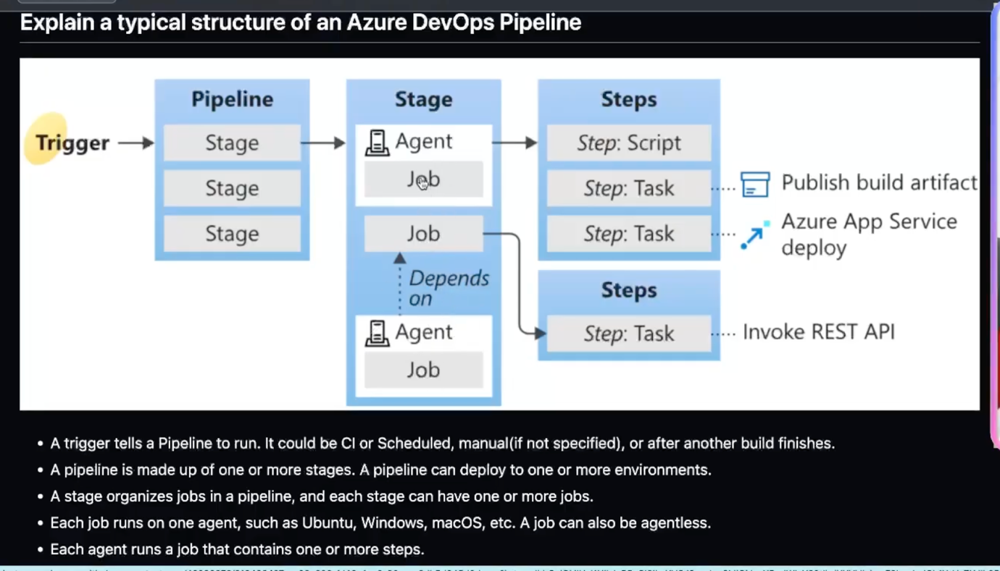 Explain a typical structure of an Azure DevOps Pipeline
Trigger
Pipeline
Stage
Stage
Stage
Stage
Agent
Job
Job
Depends
on
Agent
Job
Steps
Step: Script
Step: Task
Step: Task
Publish build artifact
Azure App Service
deploy
Steps
Step: Task
Invoke REST API
• A trigger tells a Pipeline to run. It could be CI or Scheduled, manual(if not specified), or after another build finishes.
• A pipeline is made up of one or more stages. A pipeline can deploy to one or more environments.
• A stage organizes jobs in a pipeline, and each stage can have one or more jobs.
• Each job runs on one agent, such as Ubuntu, Windows, macOS, etc. A job can also be agentless.
• Each agent runs a job that contains one or more steps.